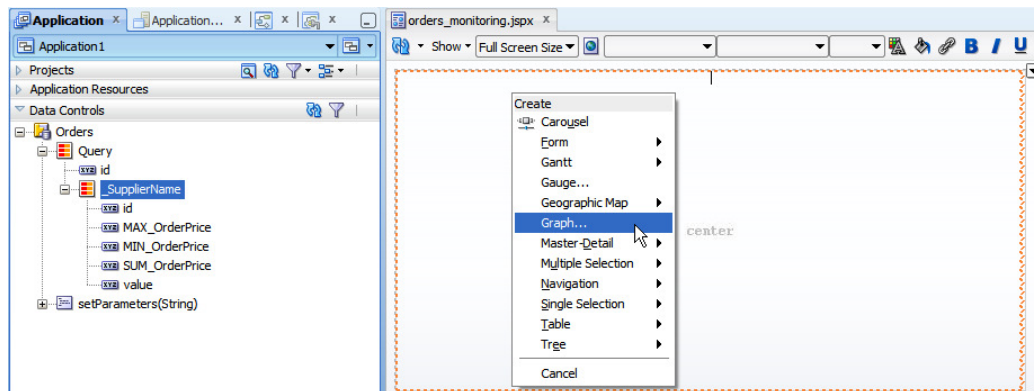 Application
Application...
Application1
Projects
Application Resources
Data Controls
Orders
Query
id
_SupplierName
id
MAX_OrderPrice
MIN_OrderPrice
SUM_OrderPrice
value
setParameters(String)
orders_monitoring.jspx
Show Full Screen Size B I U
Create
Carousel
Form
Gantt
Gauge...
Geographic Map
Graph...
center
Master-Detail
Multiple Selection
Navigation
Single Selection
Table
Tree
Cancel